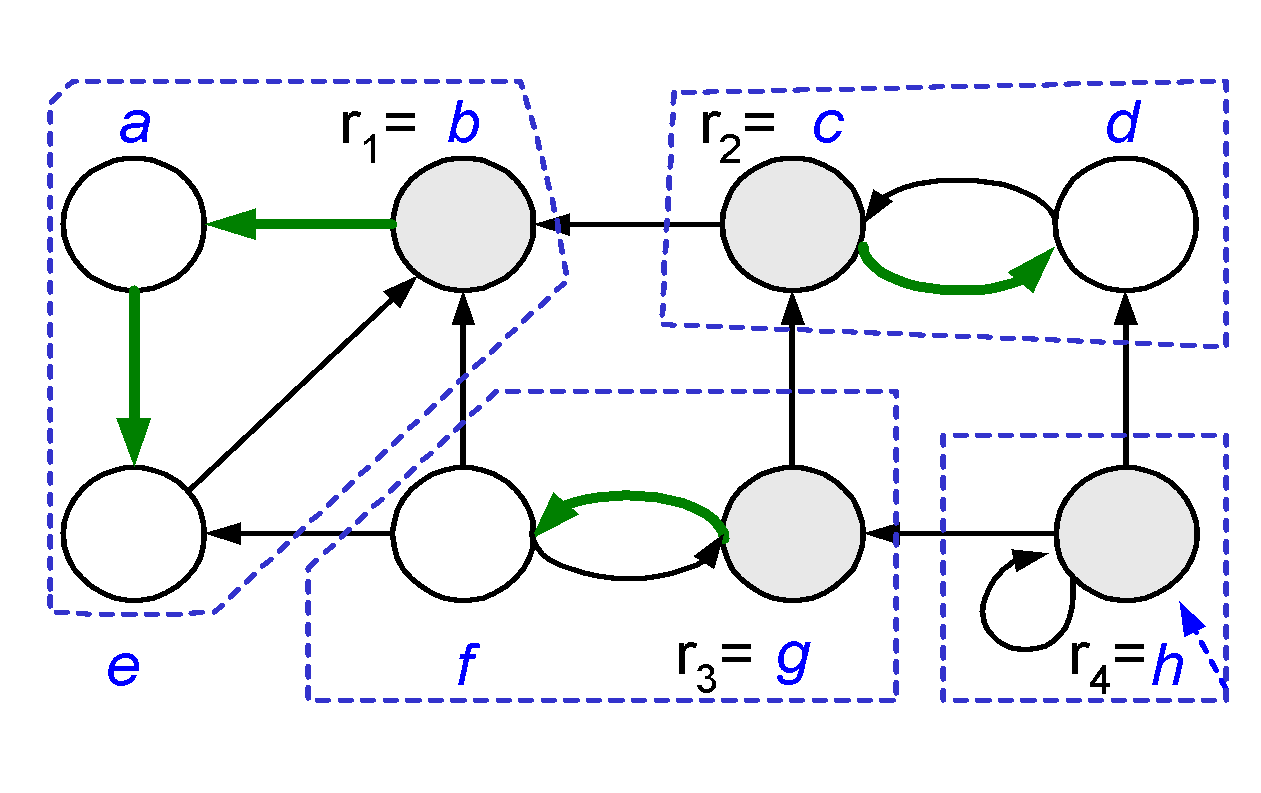 a r₁= b r₂= c d
e f r₃= g r₄= h